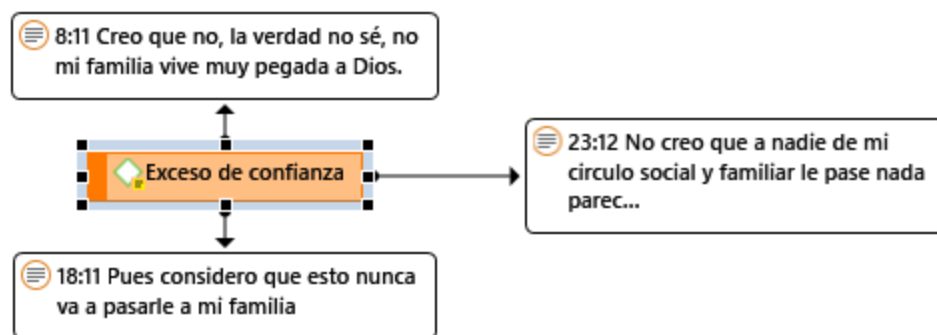 8:11 Creo que no, la verdad no sé, no
mi familia vive muy pegada a Dios.
Exceso de confianza
23:12 No creo que a nadie de mi
circulo social y familiar le pase nada
parec...
18:11 Pues considero que esto nunca
va a pasarle a mi familia